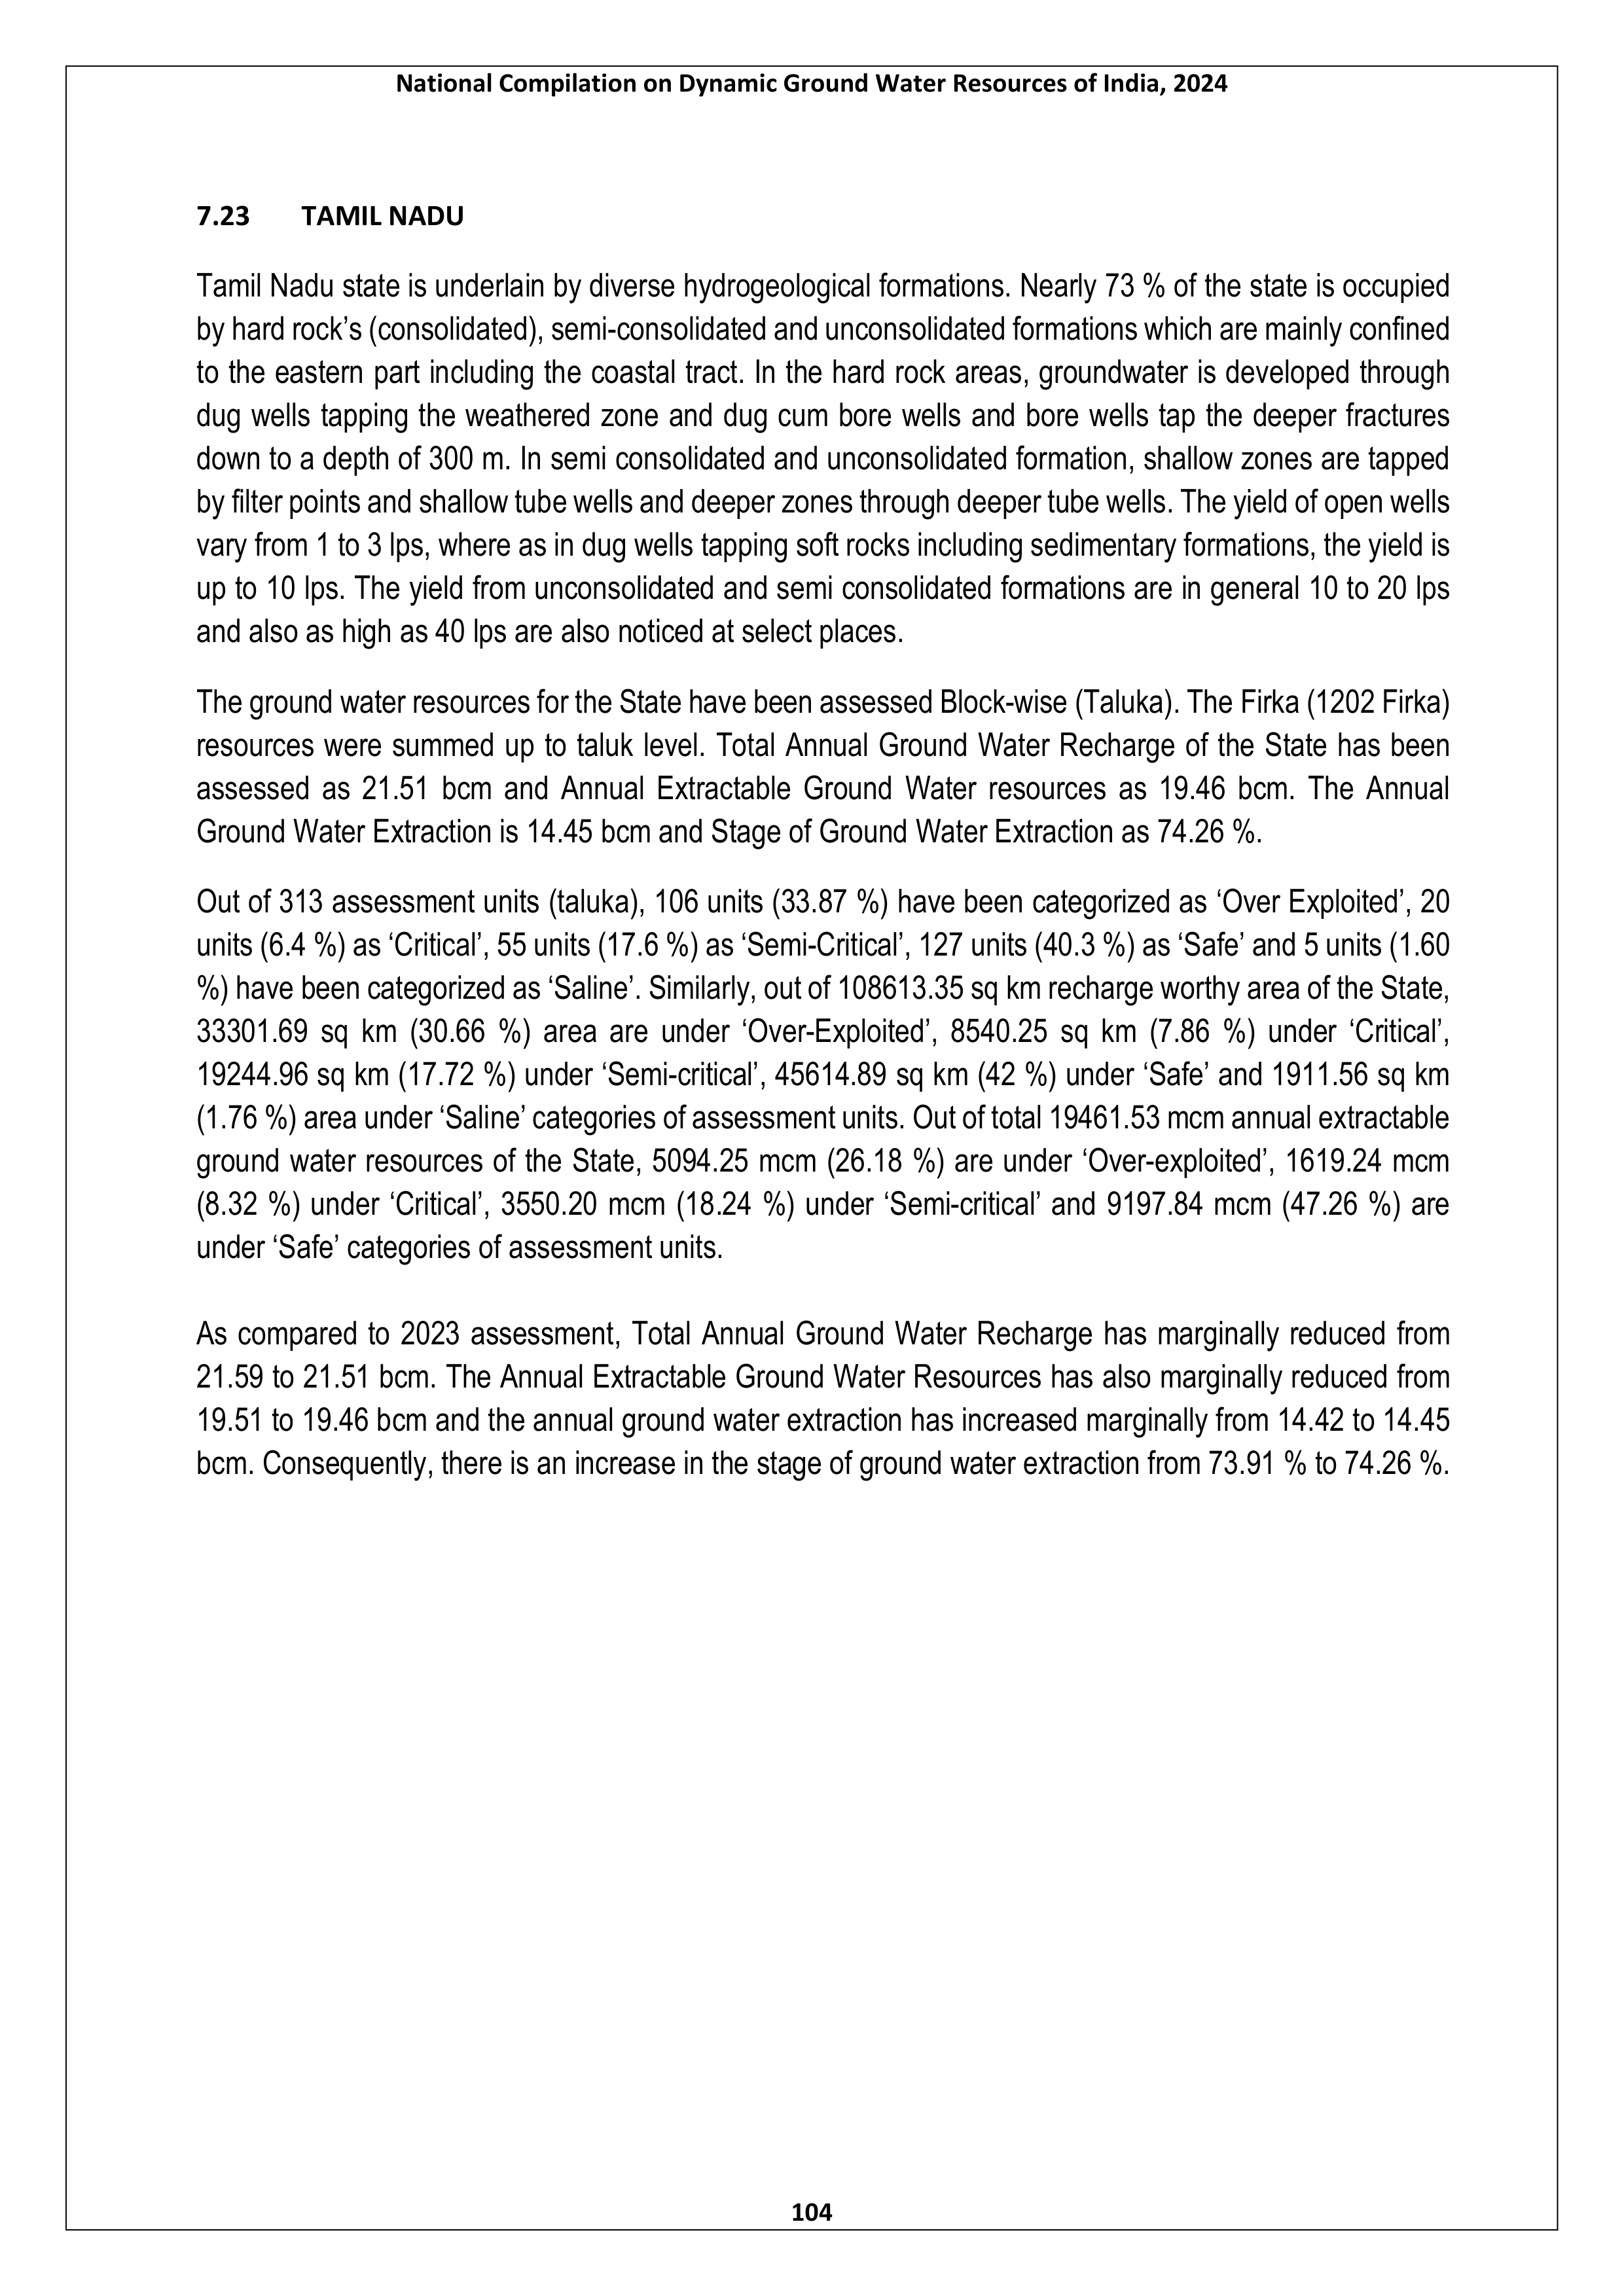 National Compilation on Dynamic Ground Water Resources of India, 2024
7.23 TAMIL NADU
Tamil Nadu state is underlain by diverse hydrogeological formations. Nearly 73 % of the state is occupied
by hard rock’s (consolidated), semi-consolidated and unconsolidated formations which are mainly confined
to the eastern part including the coastal tract. In the hard rock areas, groundwater is developed through
dug wells tapping the weathered zone and dug cum bore wells and bore wells tap the deeper fractures
down to a depth of 300 m. In semi consolidated and unconsolidated formation, shallow zones are tapped
by filter points and shallow tube wells and deeper zones through deeper tube wells. The yield of open wells
vary from 1 to 3 lps, where as in dug wells tapping soft rocks including sedimentary formations, the yield is
up to 10 lps. The yield from unconsolidated and semi consolidated formations are in general 10 to 20 lps
and also as high as 40 lps are also noticed at select places.
The ground water resources for the State have been assessed Block-wise (Taluka). The Firka (1202 Firka)
resources were summed up to taluk level. Total Annual Ground Water Recharge of the State has been
assessed as 21.51 bcm and Annual Extractable Ground Water resources as 19.46 bcm. The Annual
Ground Water Extraction is 14.45 bcm and Stage of Ground Water Extraction as 74.26 %.
Out of 313 assessment units (taluka), 106 units (33.87 %) have been categorized as ‘Over Exploited’, 20
units (6.4 %) as ‘Critical’, 55 units (17.6 %) as ‘Semi-Critical’, 127 units (40.3 %) as ‘Safe’ and 5 units (1.60
%) have been categorized as ‘Saline’. Similarly, out of 108613.35 sq km recharge worthy area of the State,
33301.69 sq km (30.66 %) area are under ‘Over-Exploited’, 8540.25 sq km (7.86 %) under ‘Critical’,
19244.96 sq km (17.72 %) under ‘Semi-critical’, 45614.89 sq km (42 %) under ‘Safe’ and 1911.56 sq km
(1.76 %) area under ‘Saline’ categories of assessment units. Out of total 19461.53 mcm annual extractable
ground water resources of the State, 5094.25 mcm (26.18 %) are under ‘Over-exploited’, 1619.24 mcm
(8.32 %) under ‘Critical’, 3550.20 mcm (18.24 %) under ‘Semi-critical’ and 9197.84 mcm (47.26 %) are
under ‘Safe’ categories of assessment units.
As compared to 2023 assessment, Total Annual Ground Water Recharge has marginally reduced from
21.59 to 21.51 bcm. The Annual Extractable Ground Water Resources has also marginally reduced from
19.51 to 19.46 bcm and the annual ground water extraction has increased marginally from 14.42 to 14.45
bcm. Consequently, there is an increase in the stage of ground water extraction from 73.91 % to 74.26 %.
104